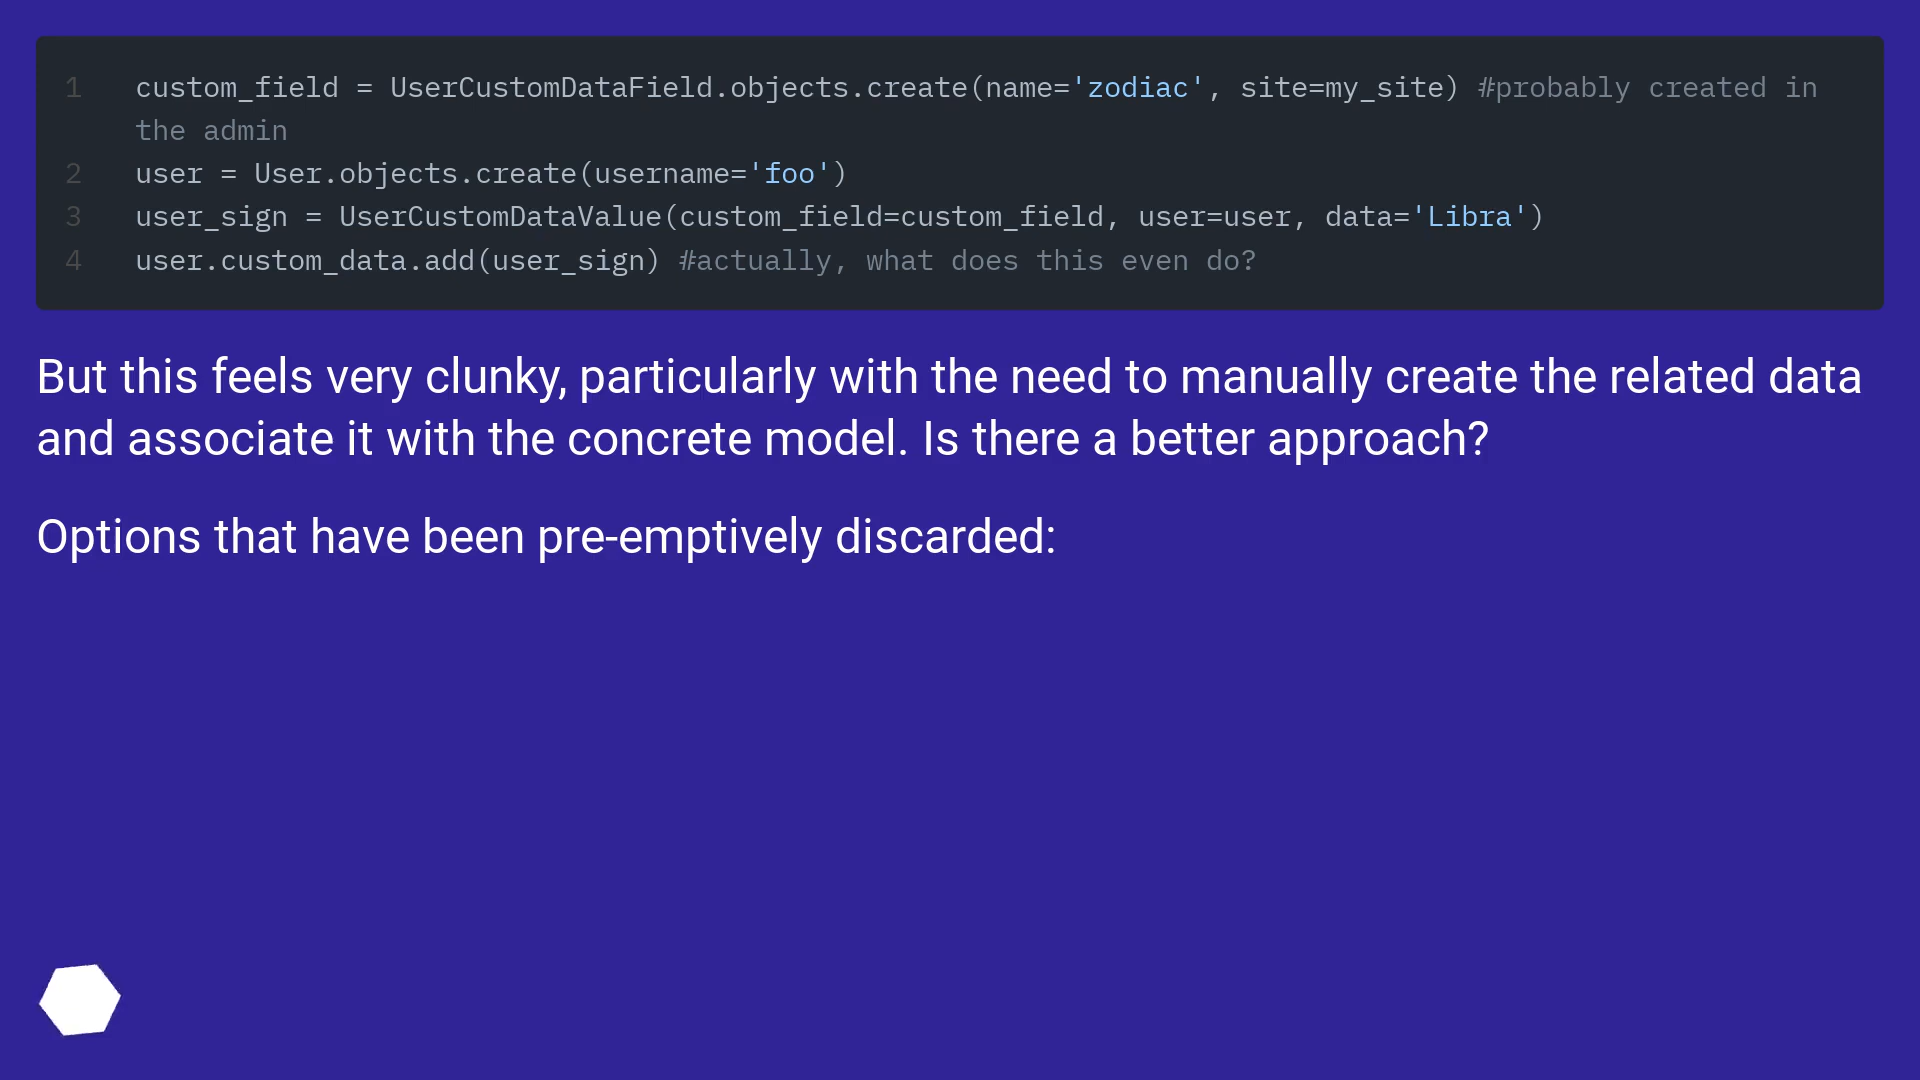 1 custom_field = UserCustomDataField.objects.create(name='zodiac', site=my_site) #probably created in
the admin
2 user = User.objects.create(username='foo')
3 user_sign = UserCustomDataValue(custom_field=custom_field, user=user, data='Libra')
4 user.custom_data.add(user_sign) #actually, what does this even do?
But this feels very clunky, particularly with the need to manually create the related data
and associate it with the concrete model. Is there a better approach?
Options that have been pre-emptively discarded: